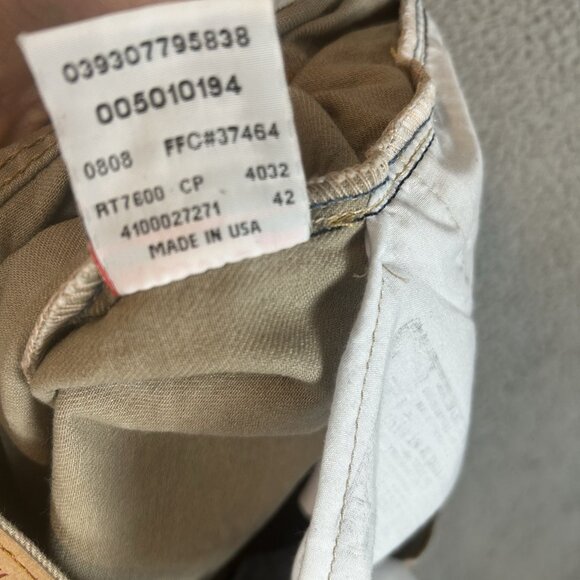 039307795838
005010194
0808 FFC#37464
RT7600 CP 4032
4100027271 42
MADE IN USA